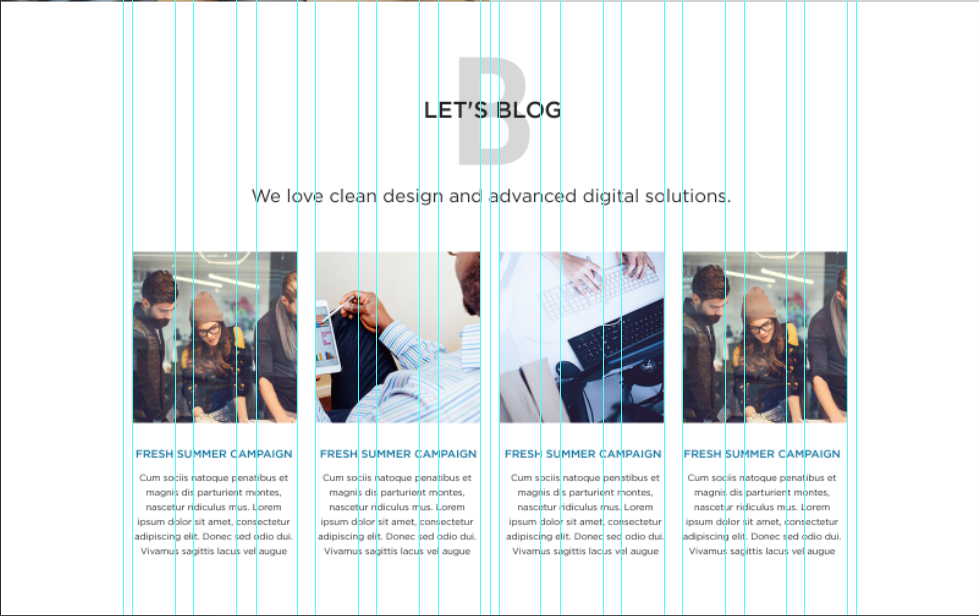 B
LET'S BLOG
We love clean design and advanced digital solutions.
FRESH SUMMER CAMPAIGN
Cum sociis natoque penatibus et
magnis dis parturient montes,
nascetur ridiculus mus. Lorem
ipsum dolor sit amet, consectetur
adipiscing elit. Donec sed odio dui.
Vivamus sagittis lacus vel augue
FRESH SUMMER CAMPAIGN
Cum sociis natoque penatibus et
magnis dis parturient montes,
nascetur ridiculus mus. Lorem
ipsum dolor sit amet, consectetur
adipiscing elit. Donec sed odio dui.
Vivamus sagittis lacus vel augue
FRESH SUMMER CAMPAIGN
Cum sociis natoque penatibus et
magnis dis parturient montes,
nascetur ridiculus mus. Lorem
ipsum dolor sit amet, consectetur
adipiscing elit. Donec sed odio dui.
Vivamus sagittis lacus vel augue
FRESH SUMMER CAMPAIGN
Cum sociis natoque penatibus et
magnis dis parturient montes,
nascetur ridiculus mus. Lorem
ipsum dolor sit amet, consectetur
adipiscing elit. Donec sed odio dui.
Vivamus sagittis lacus vel augue